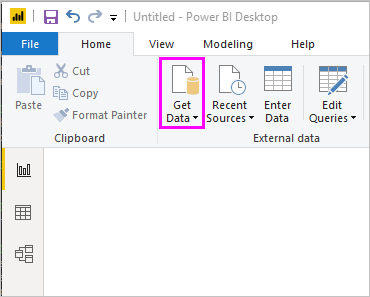 Untitled - Power BI Desktop
File Home View Modeling Help
Paste
Cut
Copy
Format Painter
Get Data
Recent Sources
Enter Data
Edit Queries
Clipboard
External data